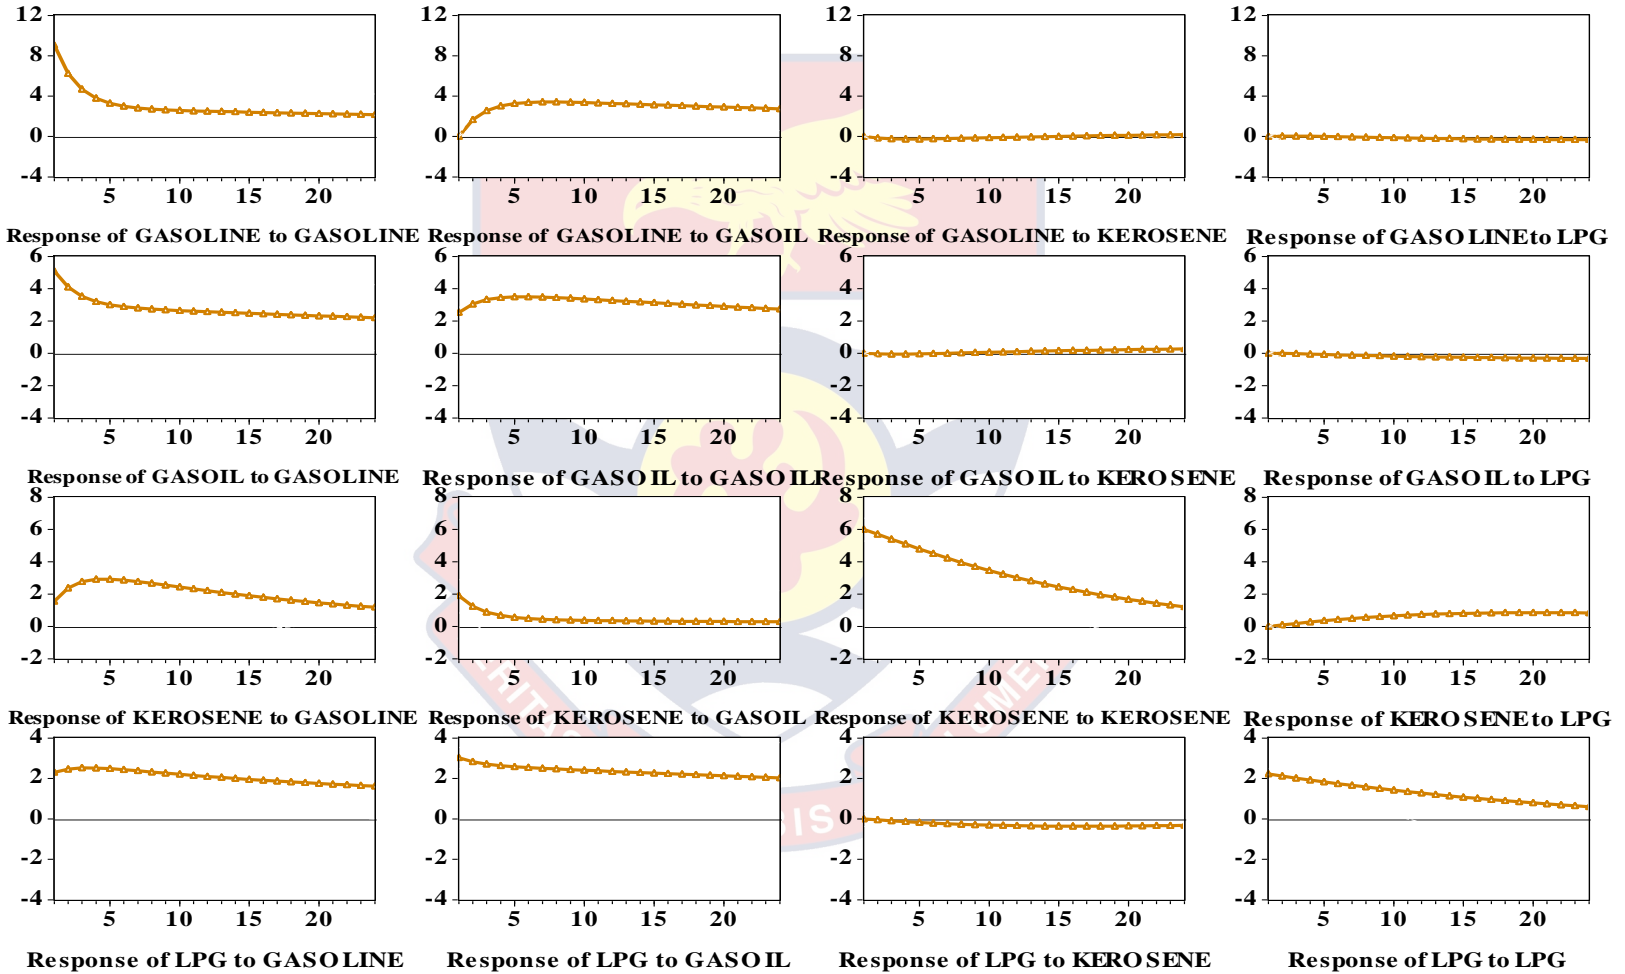 12 12 12 12
8 8 8 8
4 4 4 4
0 0 0 0
-4 -4 -4 -4
5 10 15 20 5 10 15 20 5 10 15 20 5 10 15 20
Response of GASOLINE to GASOLINE
Response of GASOLINE to GASOIL
Response of GASOLINE to KEROSENE
Response of GASOLINE to LPG
6 6 6 6
4 4 4 4
2 2 2 2
0 0 0 0
-2 -2 -2 -2
-4 -4 -4 -4
5 10 15 20 5 10 15 20 5 10 15 20 5 10 15 20
Response of GASOIL to GASOLINE
Response of GASOIL to GASOIL
Response of GASOIL to KEROSENE
Response of GASOIL to LPG
8 8 8 8
6 6 6 6
4 4 4 4
2 2 2 2
0 0 0 0
-2 -2 -2 -2
5 10 15 20 5 10 15 20 5 10 15 20 5 10 15 20
Response of KEROSENE to GASOLINE
Response of KEROSENE to GASOIL
Response of KEROSENE to KEROSENE
Response of KEROSENE to LPG
4 4 4 4
2 2 2 2
0 0 0 0
-2 -2 -2 -2
-4 -4 -4 -4
5 10 15 20 5 10 15 20 5 10 15 20 5 10 15 20
Response of LPG to GASOLINE
Response of LPG to GASOIL
Response of LPG to KEROSENE
Response of LPG to LPG